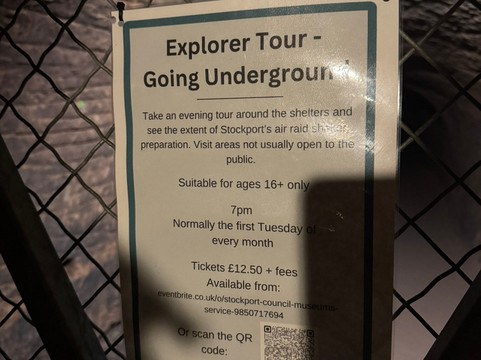 Explorer Tour -
Going Underground
Take an evening tour around the shelters and
see the extent of Stockport's air raid shelter
preparation. Visit areas not usually open to the
public.
Suitable for ages 16+ only
7pm
Normally the first Tuesday of
every month
Tickets £12.50 + fees
Available from:
eventbrite.co.uk/o/stockport-council-museums-
service-9850717694
Or scan the QR
code: